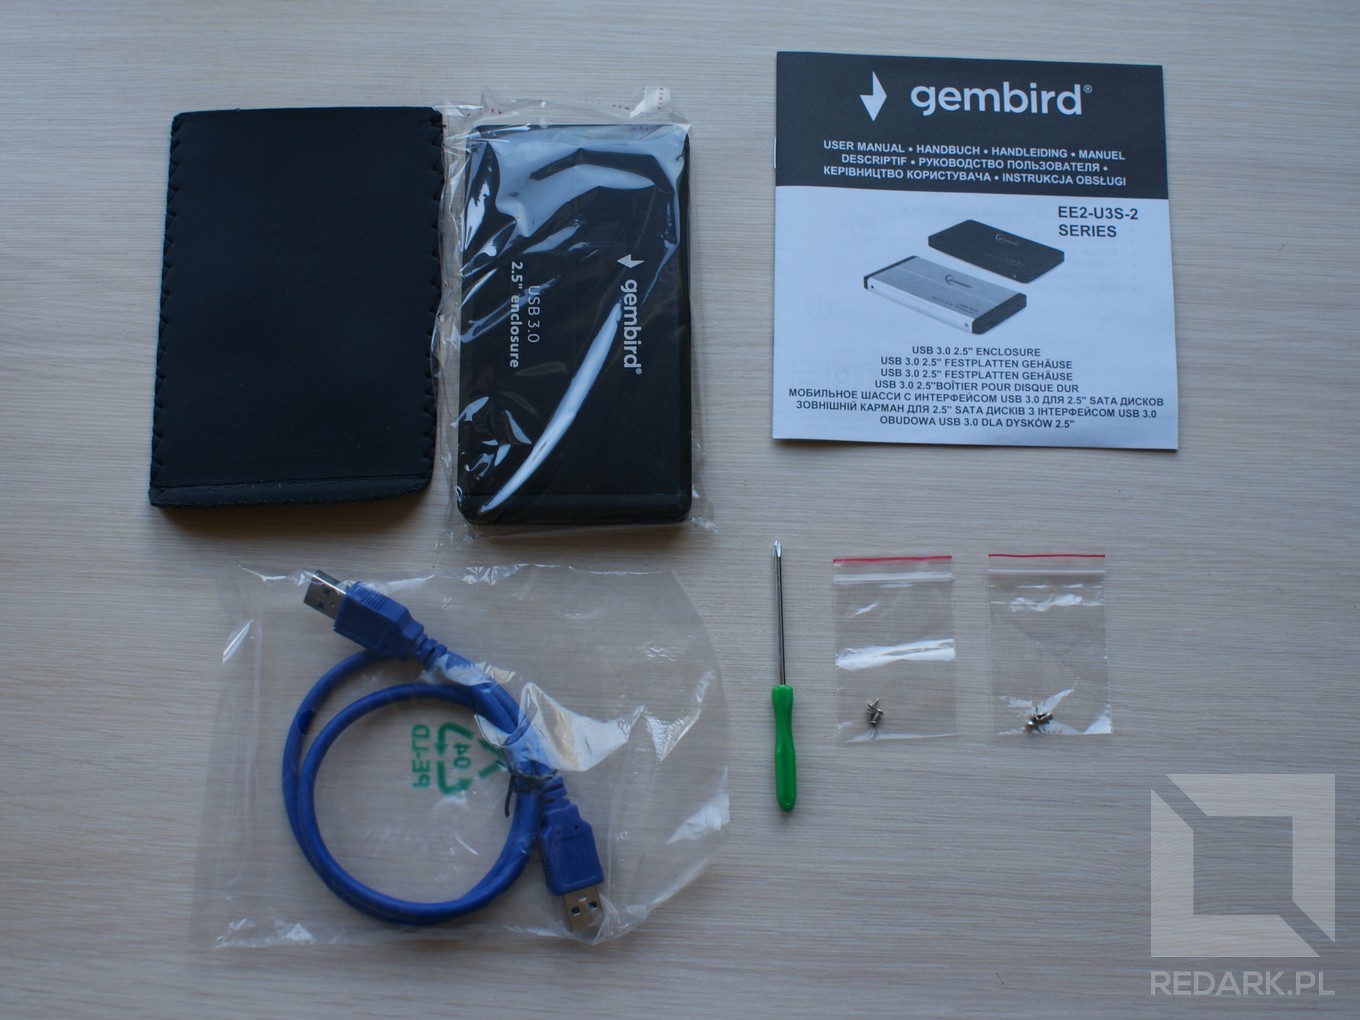 gembird®
USER MANUAL • HANDBUCH • HANDLEIDING • MANUEL
DESCRIPTIF • РУКОВОДСТВО ПОЛЬЗОВАТЕЛЯ •
КЕРІВНИЦТВО КОРИСТУВАЧА • INSTRUKCJA OBSŁUGI
EE2-U3S-2
SERIES
USB 3.0 2.5" ENCLOSURE
USB 3.0 2.5" FESTPLATTEN GEHÄUSE
USB 3.0 2.5" FESTPLATTEN GEHÄUSE
USB 3.0 2.5"BOÎTIER POUR DISQUE DUR
МОБИЛЬНОЕ ШАССИ С ИНТЕРФЕЙСОМ USB 3.0 ДЛЯ 2.5" SATA ДИСКОВ
ЗОВНІШНІЙ КАРМАН ДЛЯ 2.5" SATA ДИСКІВ З ІНТЕРФЕЙСОМ USB 3.0
OBUDOWA USB 3.0 DLA DYSKÓW 2.5"
gembird®
USB 3.0
2.5" enclosure
PE-LD
04
REDARK.PL